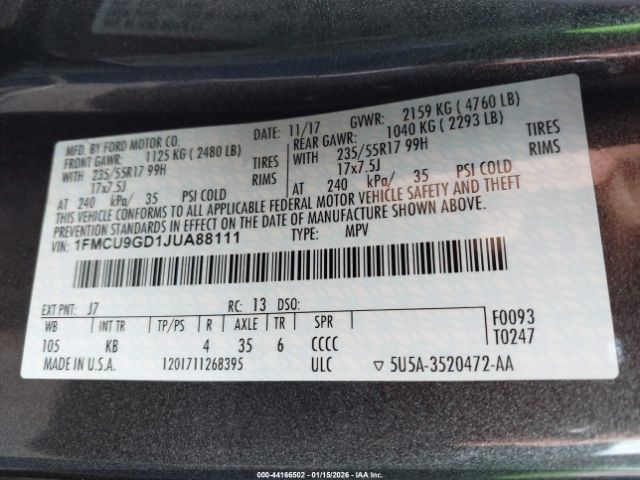 MFD. BY FORD MOTOR CO.
DATE: 11/17 GVWR: 2159 KG ( 4760 LB)
FRONT GAWR: 1125 KG ( 2480 LB)
REAR GAWR: 1040 KG ( 2293 LB)
WITH 235/55R17 99H TIRES
WITH 235/55R17 99H TIRES
17x7.5J RIMS
17x7.5J RIMS
AT 240 kPa/ 35 PSI COLD
AT 240 kPa/ 35 PSI COLD
THIS VEHICLE CONFORMS TO ALL APPLICABLE FEDERAL MOTOR VEHICLE SAFETY AND THEFT
PREVENTION STANDARDS IN EFFECT ON THE DATE OF MANUFACTURE SHOWN ABOVE.
VIN: 1FMCU9GD1JUA88111 TYPE: MPV
EXT PNT: J7 RC: 13 DSO:
WB INT TR TP/PS R AXLE TR SPR
105 KB 4 35 6 CCCC
F0093
T0247
MADE IN U.S.A. 1201711268395 ULC ▽ 5U5A-3520472-AA
000-44166502 - 01/15/2026 - IAA Inc.